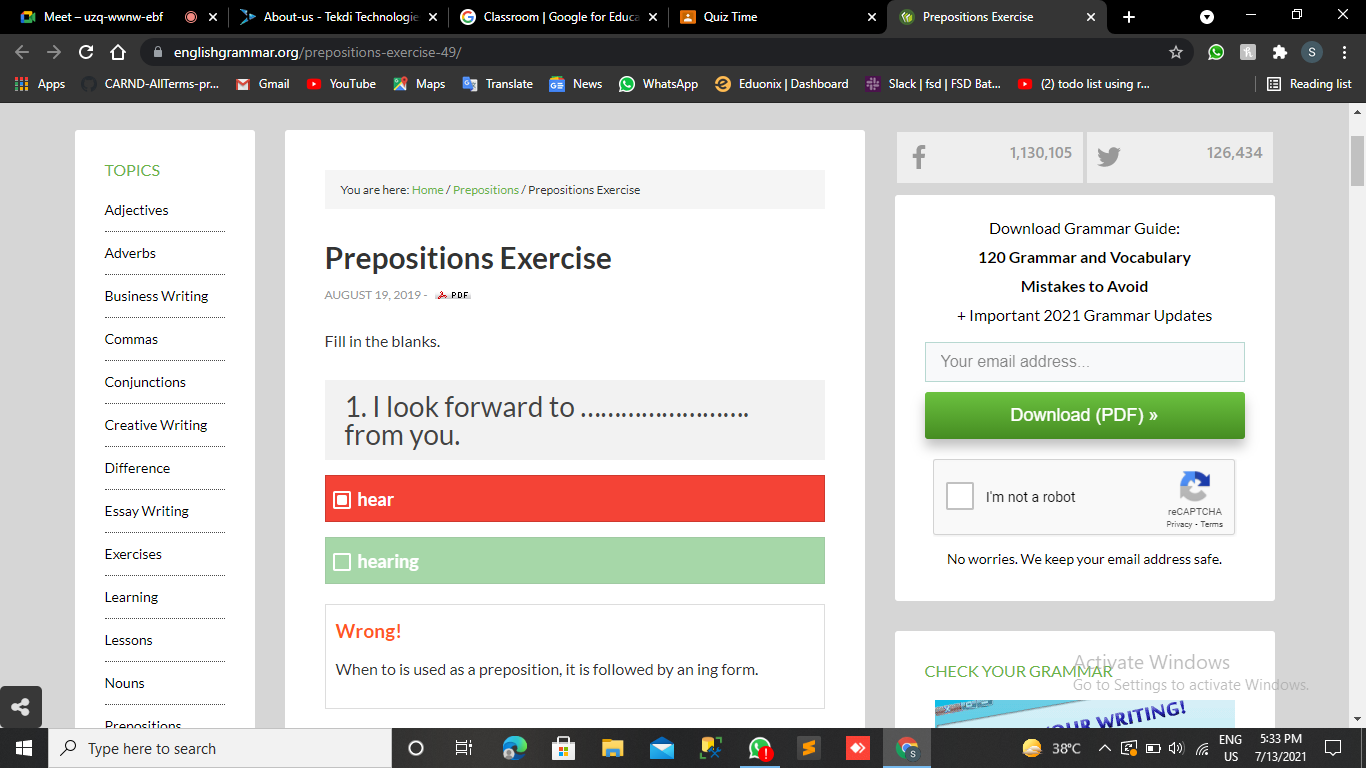 Meet – uzq-wwnw-ebf
About-us - Tekdi Technologie
Classroom | Google for Educa
Quiz Time
Prepositions Exercise
englishgrammar.org/prepositions-exercise-49/
S
Apps
CARND-AllTerms-pr...
Gmail
YouTube
Maps
Translate
News
WhatsApp
Eduonix | Dashboard
Slack | fsd | FSD Bat...
(2) todo list using r...
Reading list
TOPICS
Adjectives
Adverbs
Business Writing
Commas
Conjunctions
Creative Writing
Difference
Essay Writing
Exercises
Learning
Lessons
Nouns
Prepositions
You are here: Home / Prepositions / Prepositions Exercise
Prepositions Exercise
AUGUST 19, 2019 - PDF
Fill in the blanks.
1. I look forward to …………………….
from you.
hear
hearing
Wrong!
When to is used as a preposition, it is followed by an ing form.
1,130,105
126,434
Download Grammar Guide:
120 Grammar and Vocabulary
Mistakes to Avoid
+ Important 2021 Grammar Updates
Your email address...
Download (PDF) »
I'm not a robot
reCAPTCHA
Privacy - Terms
No worries. We keep your email address safe.
CHECK YOUR GRAMMAR
Activate Windows
Go to Settings to activate Windows.
YOUR WRITING!
Type here to search
S
38°C
ENG
US
5:33 PM
7/13/2021